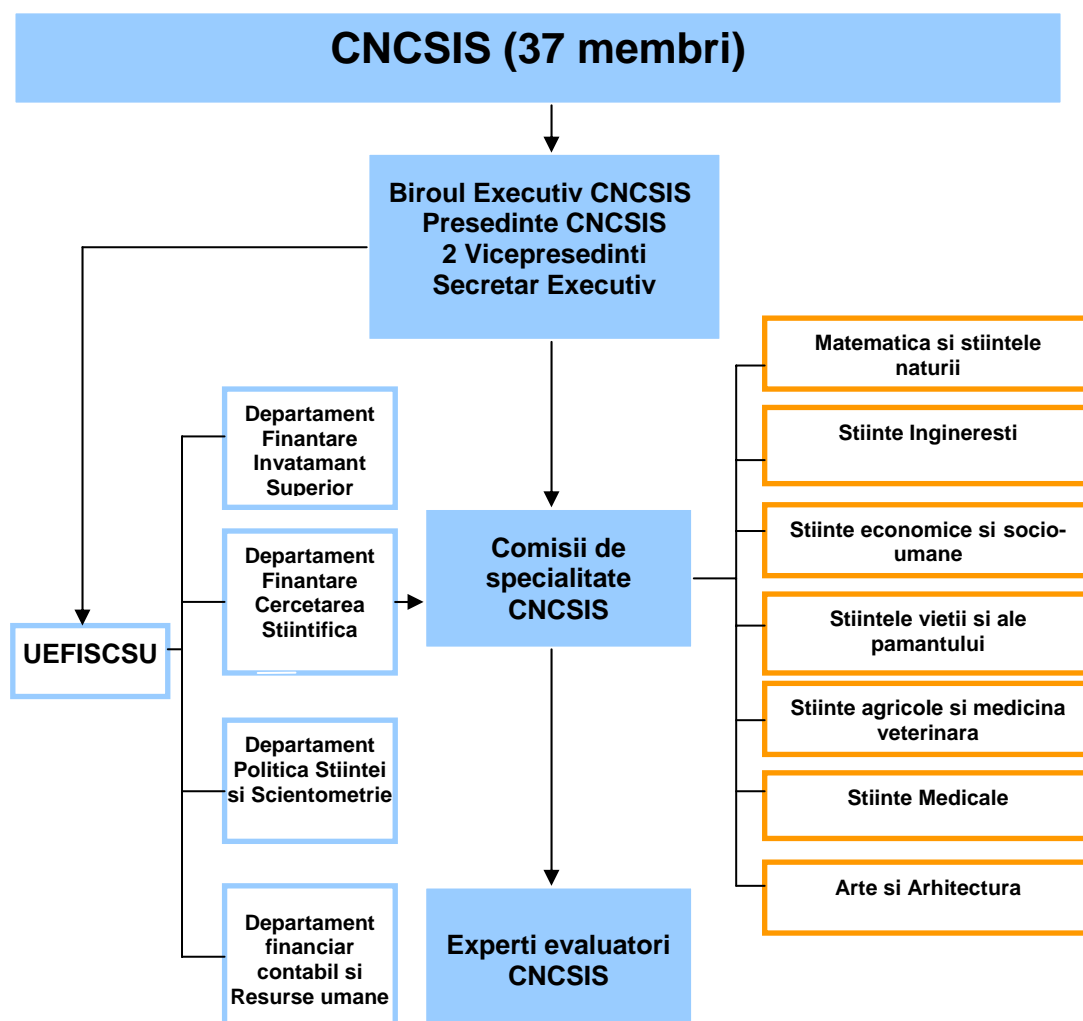 CNCSIS (37 membri)
Biroul Executiv CNCSIS
Presedinte CNCSIS
2 Vicepresedinti
Secretar Executiv
UEFISCSU
Departament
Finantare
Invatamant
Superior
Departament
Finantare
Cercetarea
Stiintifica
Departament
Politica Stiintei
si Scientometrie
Departament
financiar
contabil si
Resurse umane
Comisii de
specialitate
CNCSIS
Experti evaluatori
CNCSIS
Matematica si stiintele
naturii
Stiinte Ingineresti
Stiinte economice si socio-
umane
Stiintele vietii si ale
pamantului
Stiinte agricole si medicina
veterinara
Stiinte Medicale
Arte si Arhitectura